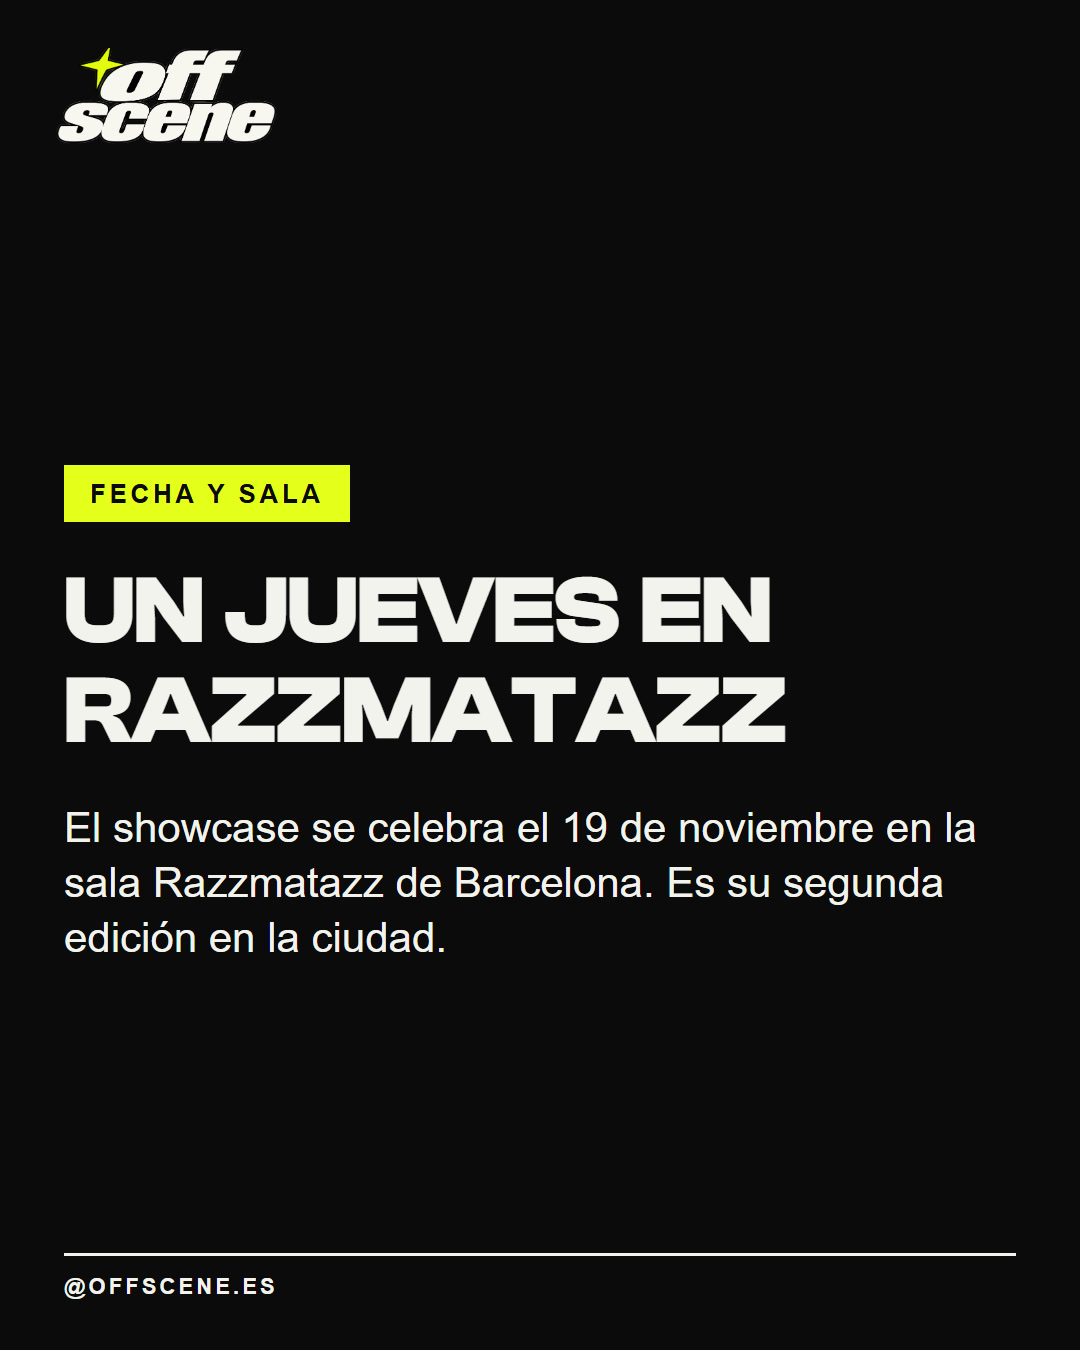 off
scene
FECHA Y SALA
UN JUEVES EN
RAZZMATAZZ
El showcase se celebra el 19 de noviembre en la
sala Razzmatazz de Barcelona. Es su segunda
edición en la ciudad.
@OFFSCENE.ES